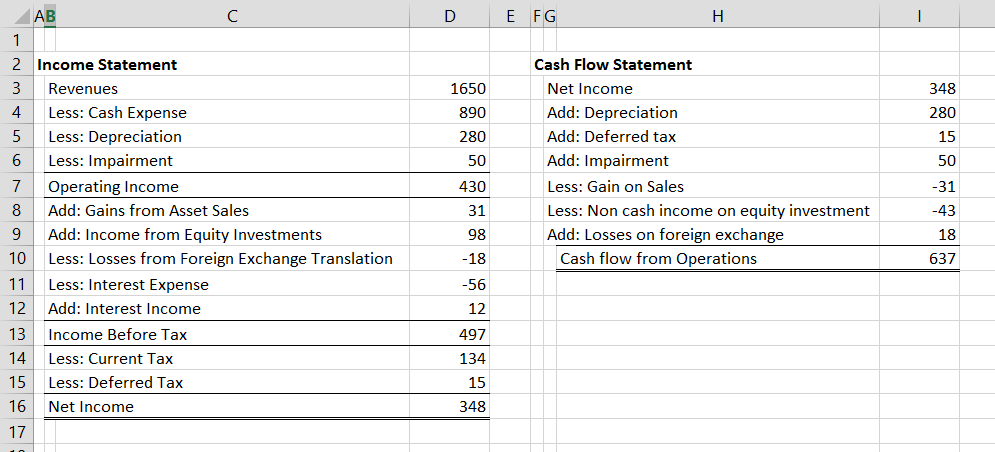 A B C D E F G H I
1
2 Income Statement Cash Flow Statement
3 Revenues 1650 Net Income 348
4 Less: Cash Expense 890 Add: Depreciation 280
5 Less: Depreciation 280 Add: Deferred tax 15
6 Less: Impairment 50 Add: Impairment 50
7 Operating Income 430 Less: Gain on Sales -31
8 Add: Gains from Asset Sales 31 Less: Non cash income on equity investment -43
9 Add: Income from Equity Investments 98 Add: Losses on foreign exchange 18
10 Less: Losses from Foreign Exchange Translation -18 Cash flow from Operations 637
11 Less: Interest Expense -56
12 Add: Interest Income 12
13 Income Before Tax 497
14 Less: Current Tax 134
15 Less: Deferred Tax 15
16 Net Income 348
17